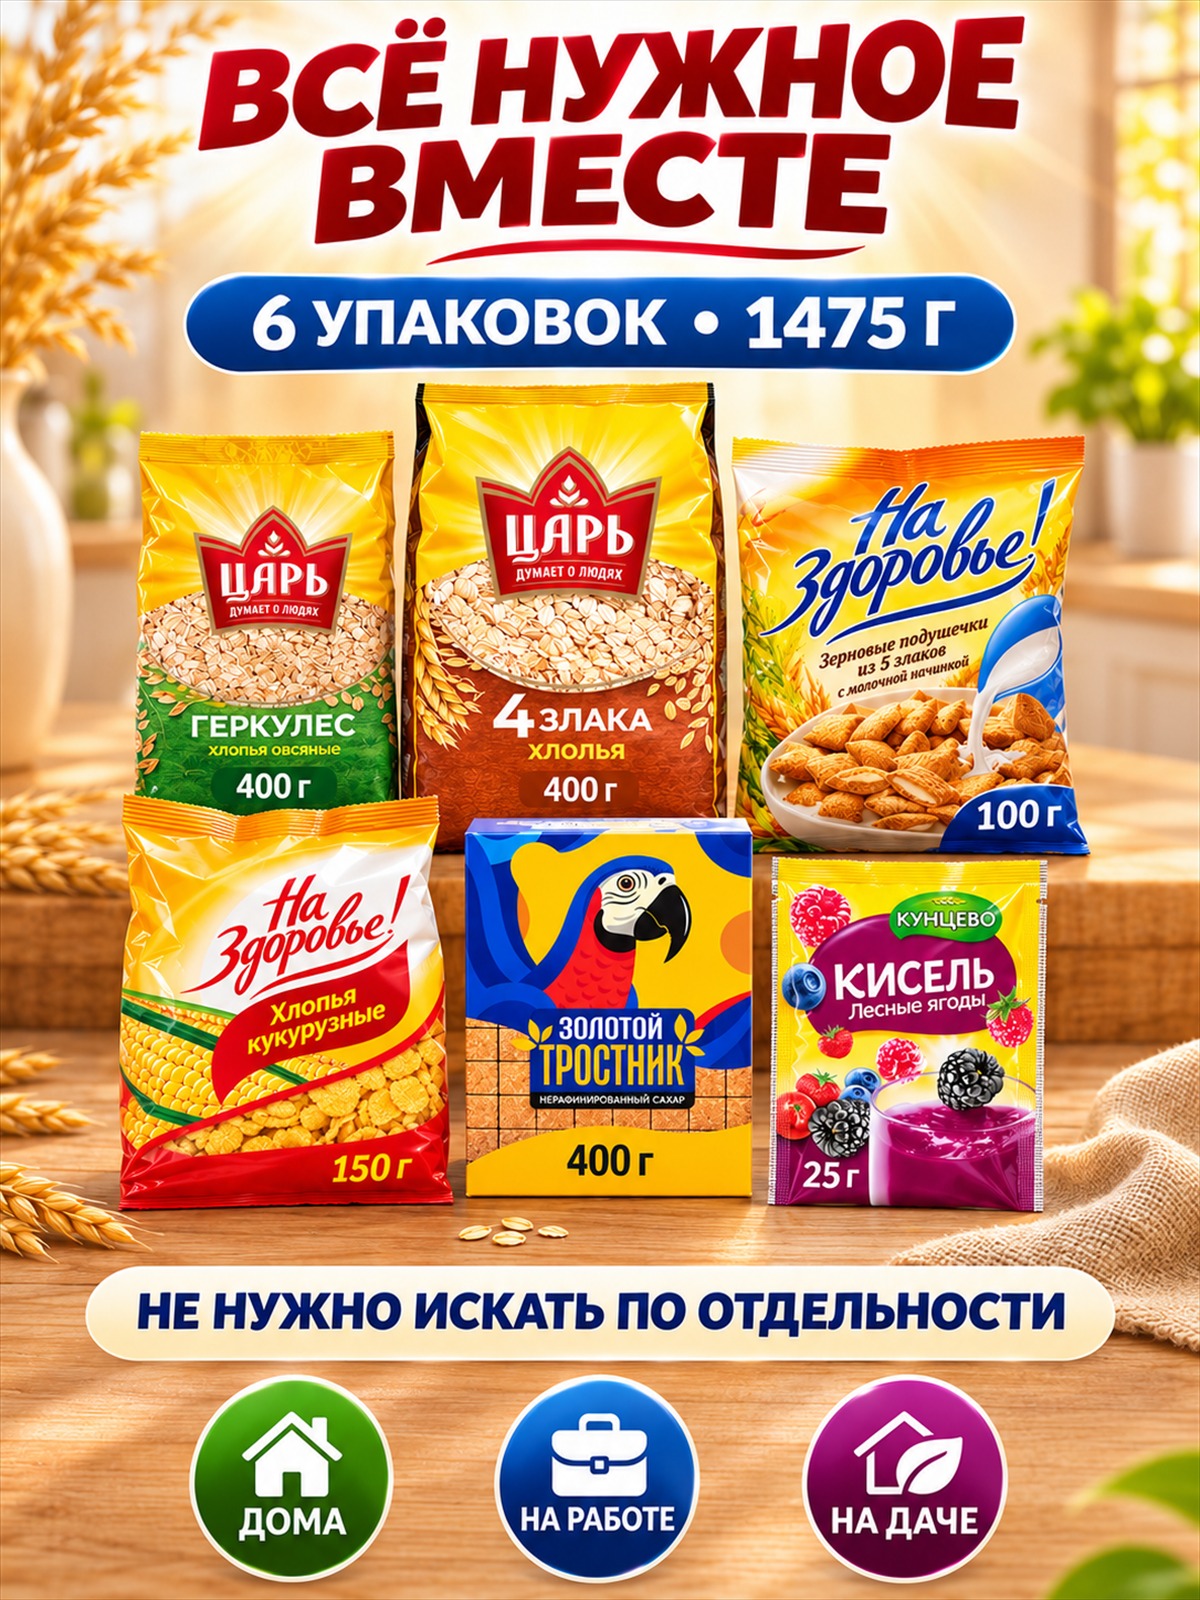 ВСЁ НУЖНОЕ
ВМЕСТЕ
6 УПАКОВОК • 1475 Г
ЦАРЬ
ДУМАЕТ О ЛЮДЯХ
ГЕРКУЛЕС
ХЛОПЬЯ ОВСЯНЫЕ
400 г
ЦАРЬ
ДУМАЕТ О ЛЮДЯХ
4 ЗЛАКА
ХЛОЛЬЯ
400 г
На
Здоровье!
Зерновые подушечки
из 5 злаков
с молочной начинкой
100 г
На
Здоровье!
Хлопья
кукурузные
150 г
ЗОЛОТОЙ
ТРОСТНИК
НЕРАФИНИРОВАННЫЙ САХАР
400 г
КУНЦЕВО
КИСЕЛЬ
Лесные ягоды
25 г
НЕ НУЖНО ИСКАТЬ ПО ОТДЕЛЬНОСТИ
ДОМА
НА РАБОТЕ
НА ДАЧЕ